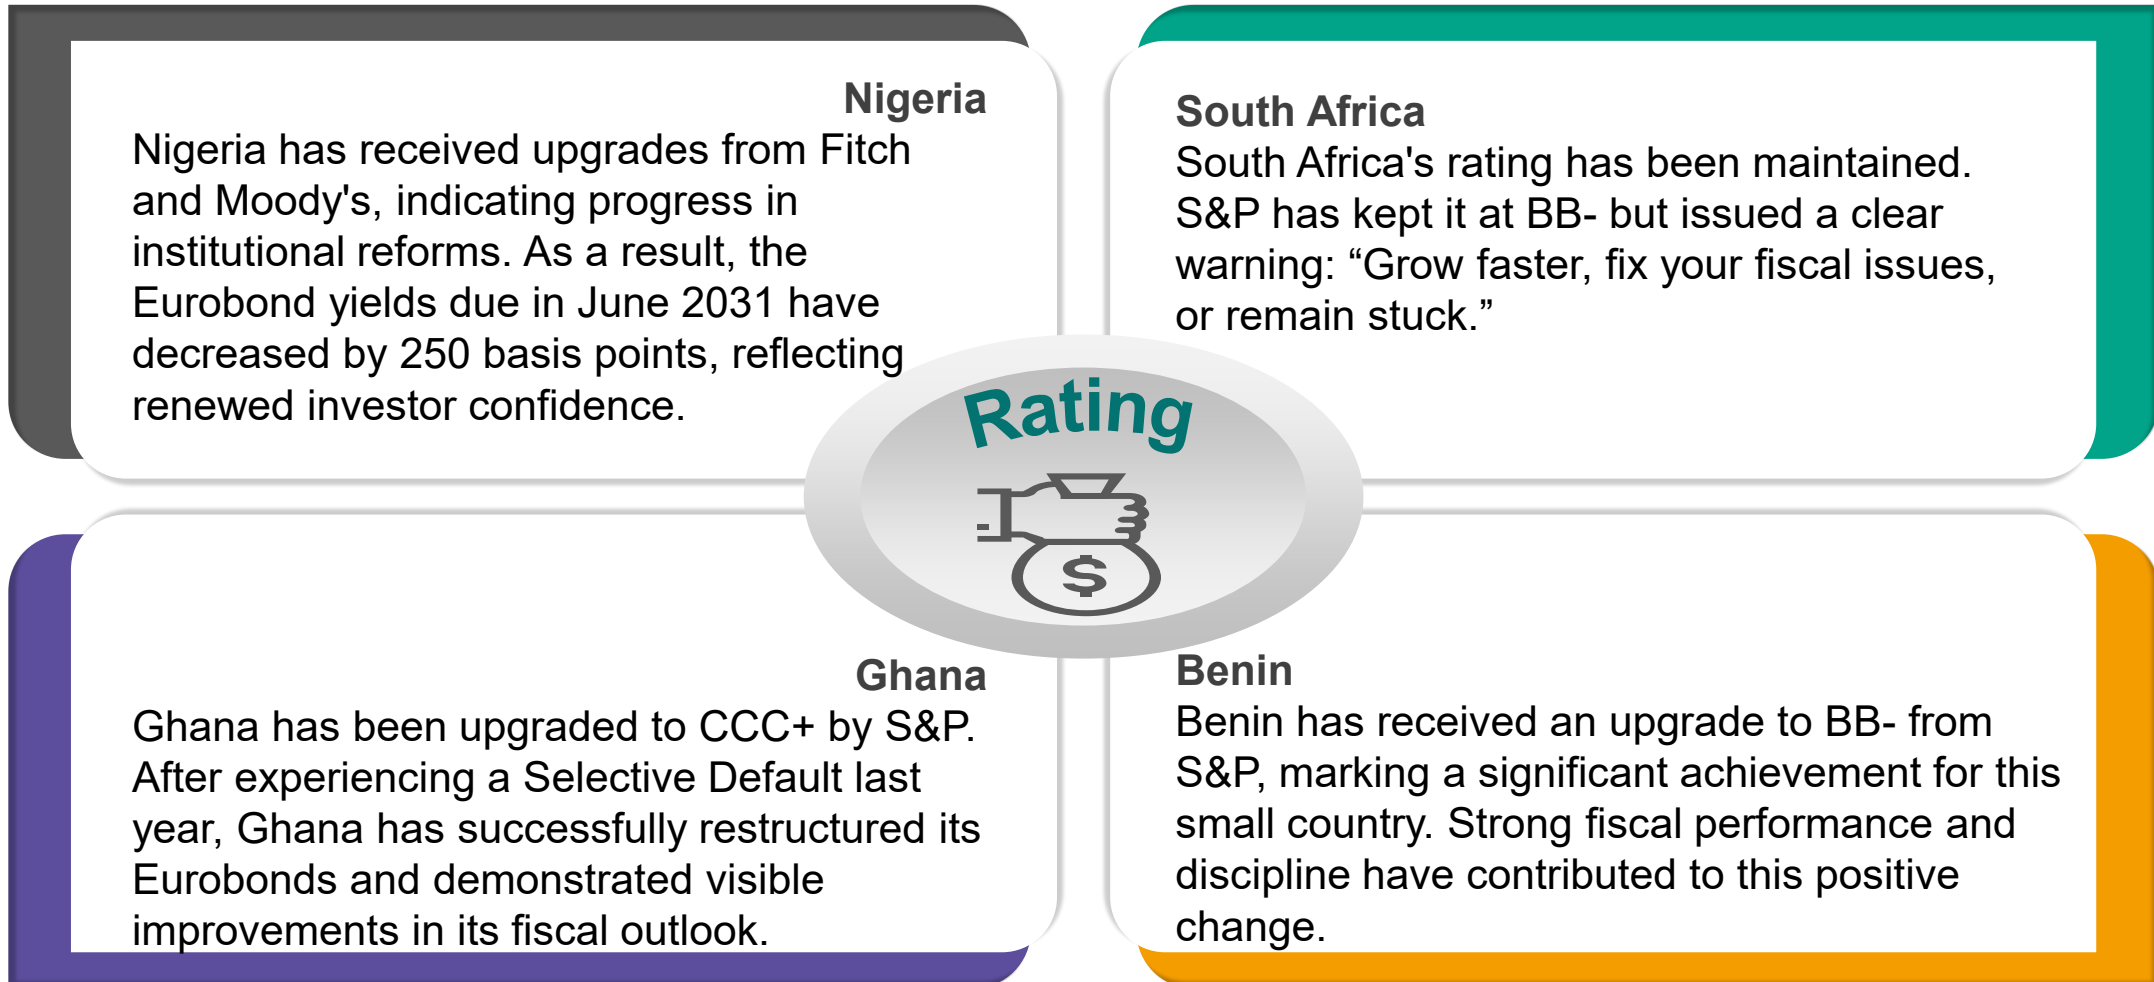 Nigeria
Nigeria has received upgrades from Fitch
and Moody's, indicating progress in
institutional reforms. As a result, the
Eurobond yields due in June 2031 have
decreased by 250 basis points, reflecting
renewed investor confidence.
South Africa
South Africa's rating has been maintained.
S&P has kept it at BB- but issued a clear
warning: “Grow faster, fix your fiscal issues,
or remain stuck.”
Rating
$
Ghana
Ghana has been upgraded to CCC+ by S&P.
After experiencing a Selective Default last
year, Ghana has successfully restructured its
Eurobonds and demonstrated visible
improvements in its fiscal outlook.
Benin
Benin has received an upgrade to BB- from
S&P, marking a significant achievement for this
small country. Strong fiscal performance and
discipline have contributed to this positive
change.